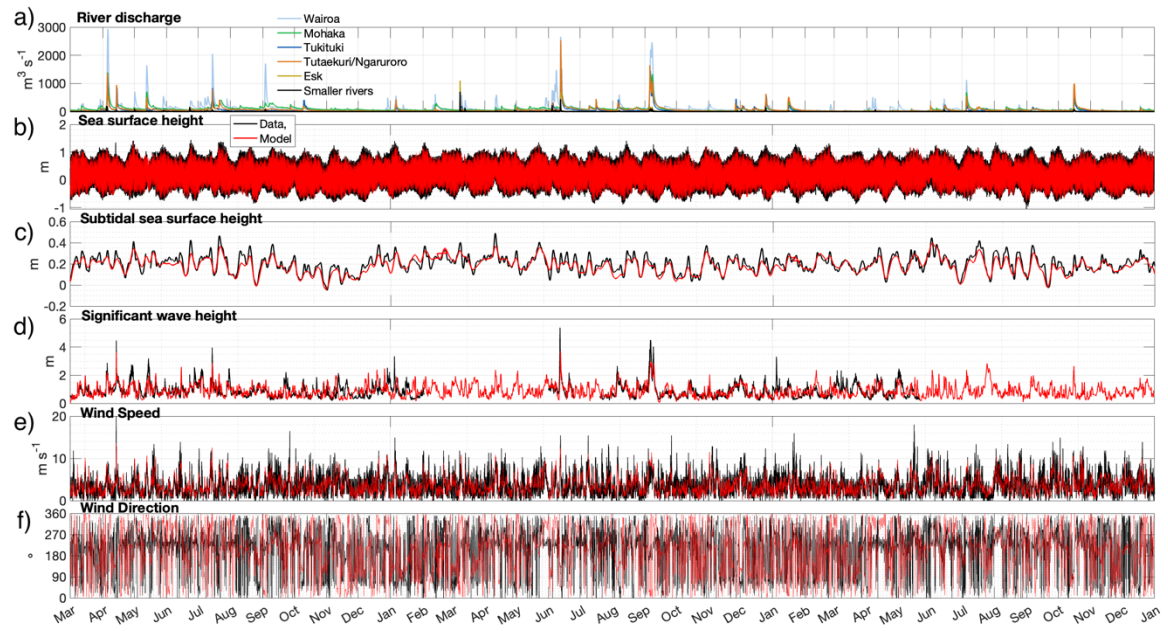 a)
River discharge
3000
2000
1000
0
m³ s⁻¹
Wairoa
Mohaka
Tukituki
Tutaekuri/Ngaruroro
Esk
Smaller rivers
b)
Sea surface height
2
1
0
-1
m
Data,
Model
c)
Subtidal sea surface height
0.6
0.4
0.2
0
-0.2
m
d)
Significant wave height
6
4
2
0
m
e)
Wind Speed
20
10
0
m s⁻¹
f)
Wind Direction
360
270
180
90
0
°
Mar Apr May Jun Jul Aug Sep Oct Nov Dec Jan Feb Mar Apr May Jun Jul Aug Sep Oct Nov Dec Jan Feb Mar Apr May Jun Jul Aug Sep Oct Nov Dec Jan